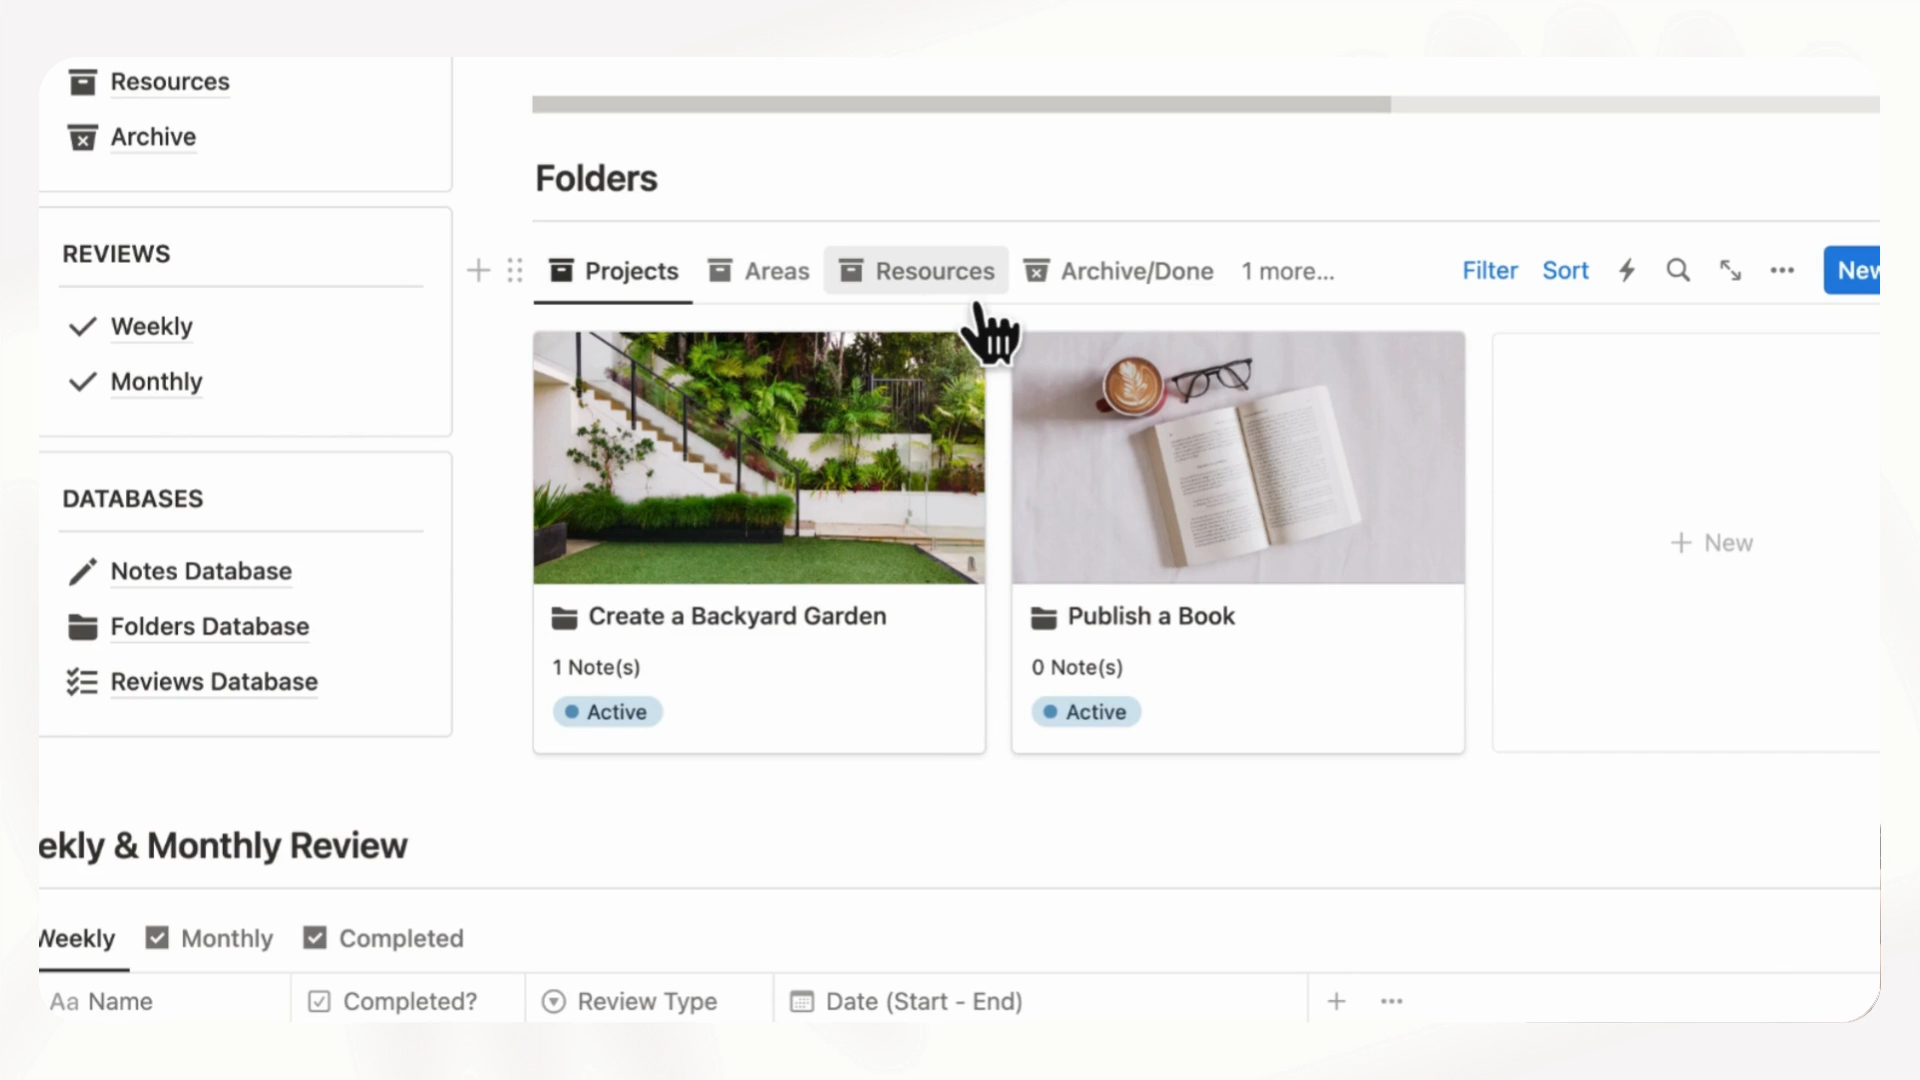 Resources
Archive
REVIEWS
Weekly
Monthly
DATABASES
Notes Database
Folders Database
Reviews Database
Folders
Projects Areas Resources Archive/Done 1 more... Filter Sort New
Create a Backyard Garden
1 Note(s)
Active
Publish a Book
0 Note(s)
Active
+ New
ekly & Monthly Review
Weekly Monthly Completed
Aa Name Completed? Review Type Date (Start - End)